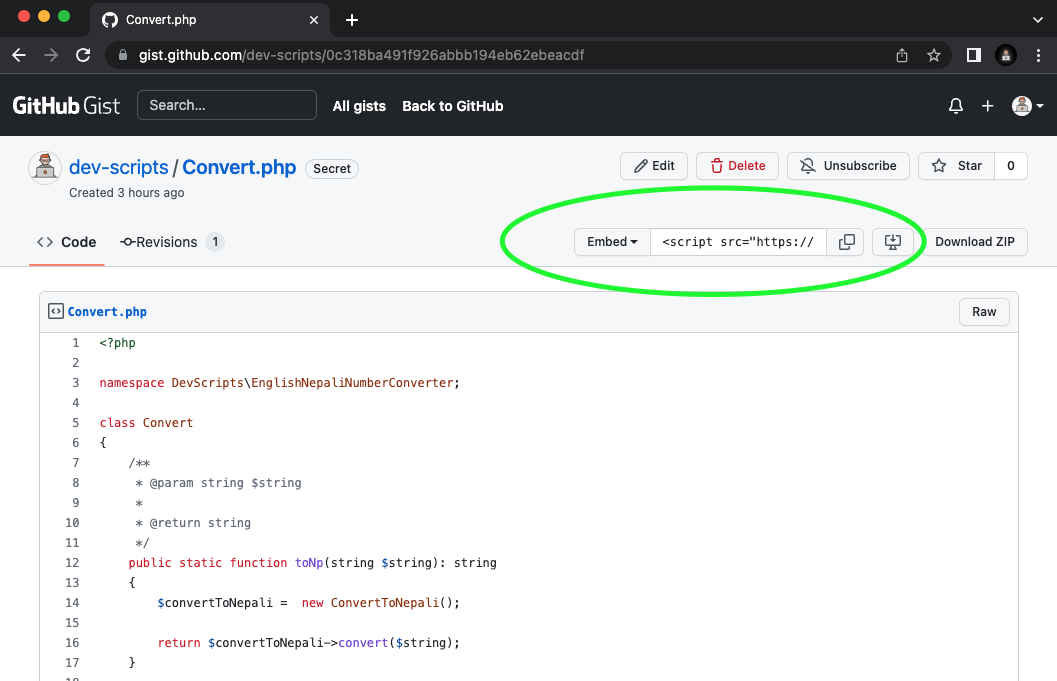 Convert.php
gist.github.com/dev-scripts/0c318ba491f926abbb194eb62ebeacdf
GitHub Gist Search... All gists Back to GitHub
dev-scripts / Convert.php Secret Edit Delete Unsubscribe Star 0
Created 3 hours ago
Code Revisions 1 Embed <script src="https:// Download ZIP
Convert.php Raw
1 <?php
2
3 namespace DevScripts\EnglishNepaliNumberConverter;
4
5 class Convert
6 {
7 /**
8 * @param string $string
9 *
10 * @return string
11 */
12 public static function toNp(string $string): string
13 {
14 $convertToNepali = new ConvertToNepali();
15
16 return $convertToNepali->convert($string);
17 }